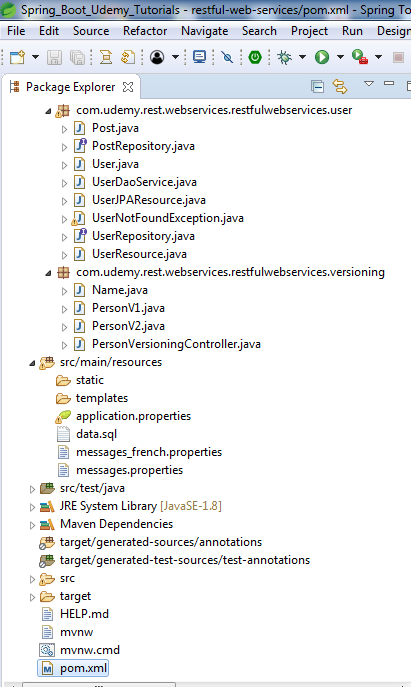 Spring_Boot_Udemy_Tutorials - restful-web-services/pom.xml - Spring To
File Edit Source Refactor Navigate Search Project Run Design
Package Explorer
com.udemy.rest.webservices.restfulwebservices.user
Post.java
PostRepository.java
User.java
UserDaoService.java
UserJPAResource.java
UserNotFoundException.java
UserRepository.java
UserResource.java
com.udemy.rest.webservices.restfulwebservices.versioning
Name.java
PersonV1.java
PersonV2.java
PersonVersioningController.java
src/main/resources
static
templates
application.properties
data.sql
messages_french.properties
messages.properties
src/test/java
JRE System Library [JavaSE-1.8]
Maven Dependencies
target/generated-sources/annotations
target/generated-test-sources/test-annotations
src
target
HELP.md
mvnw
mvnw.cmd
pom.xml